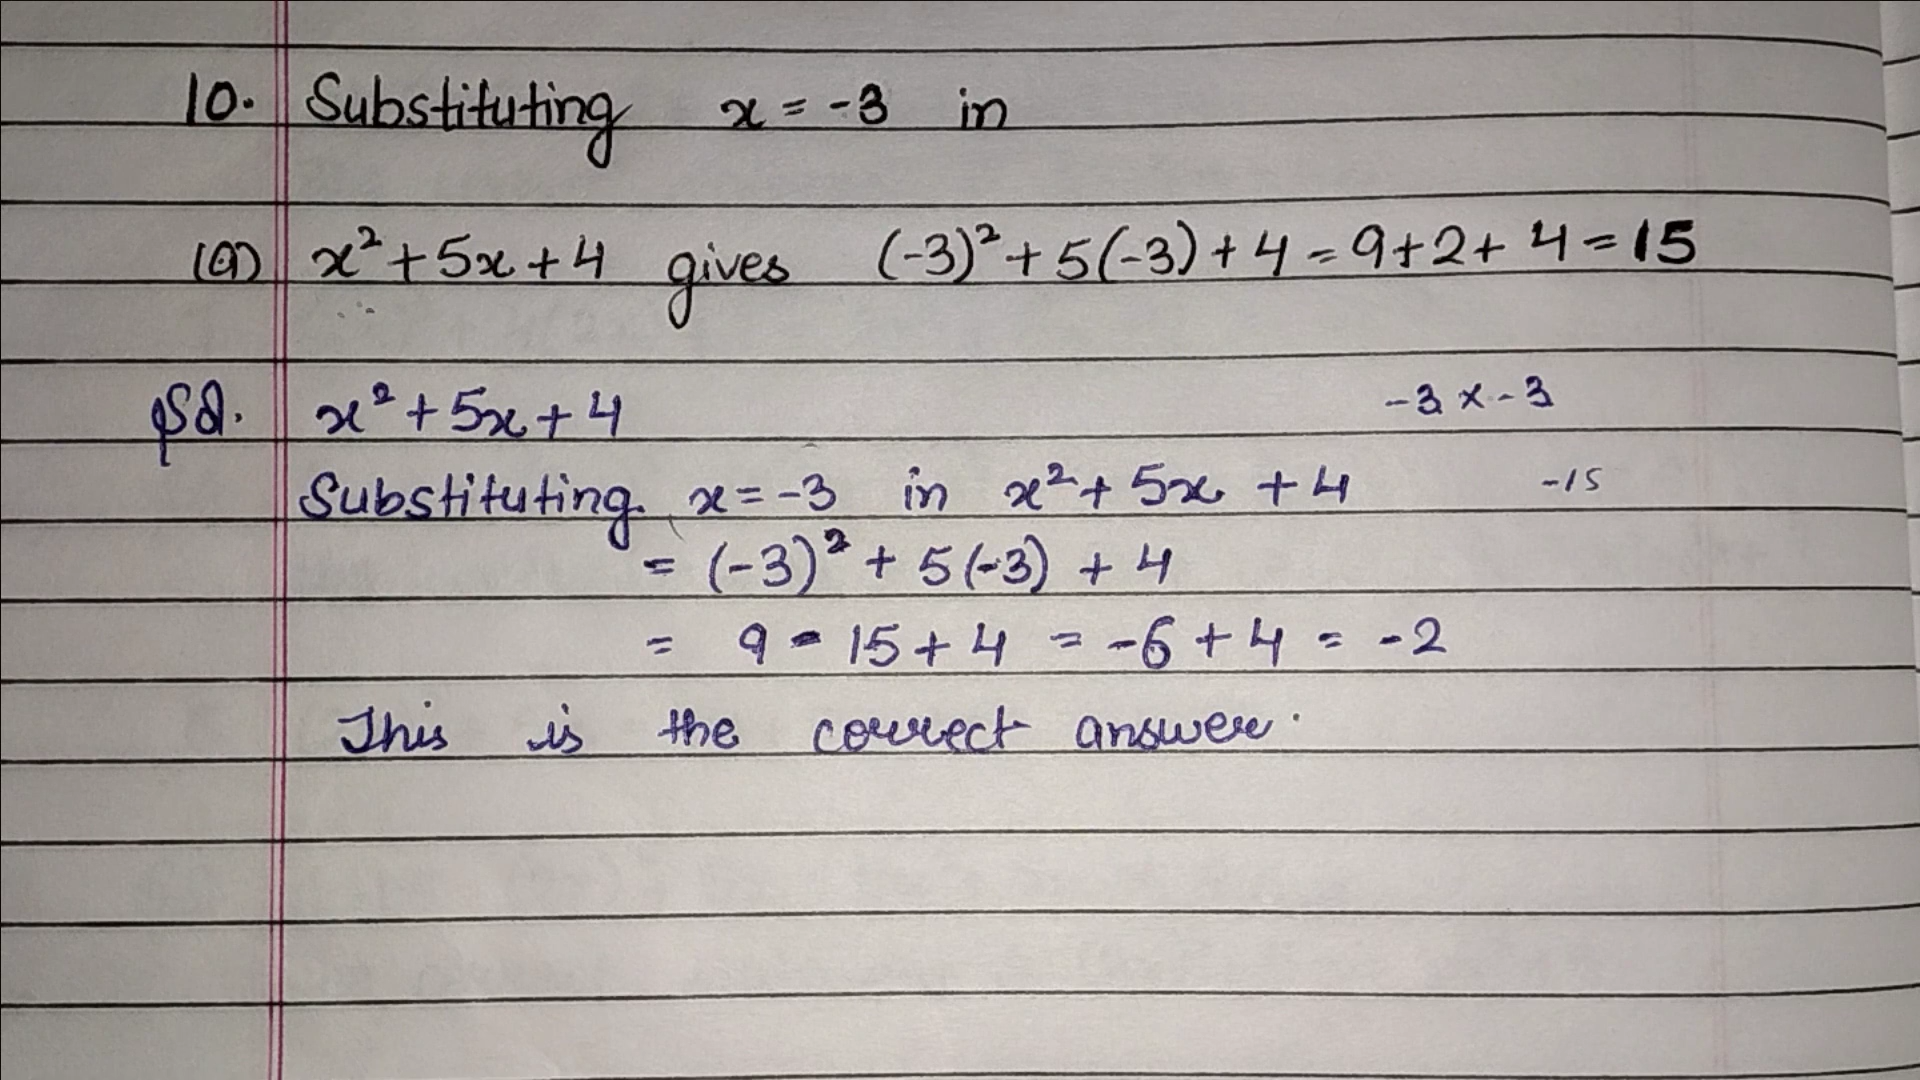 10. Substituting x = -3 in
(a) x² + 5x + 4 gives (-3)² + 5(-3) + 4 = 9 + 2 + 4 = 15
Sol. x² + 5x + 4 -3 × -3
Substituting x = -3 in x² + 5x + 4 -15
= (-3)² + 5(-3) + 4
= 9 - 15 + 4 = -6 + 4 = -2
This is the correct answer.